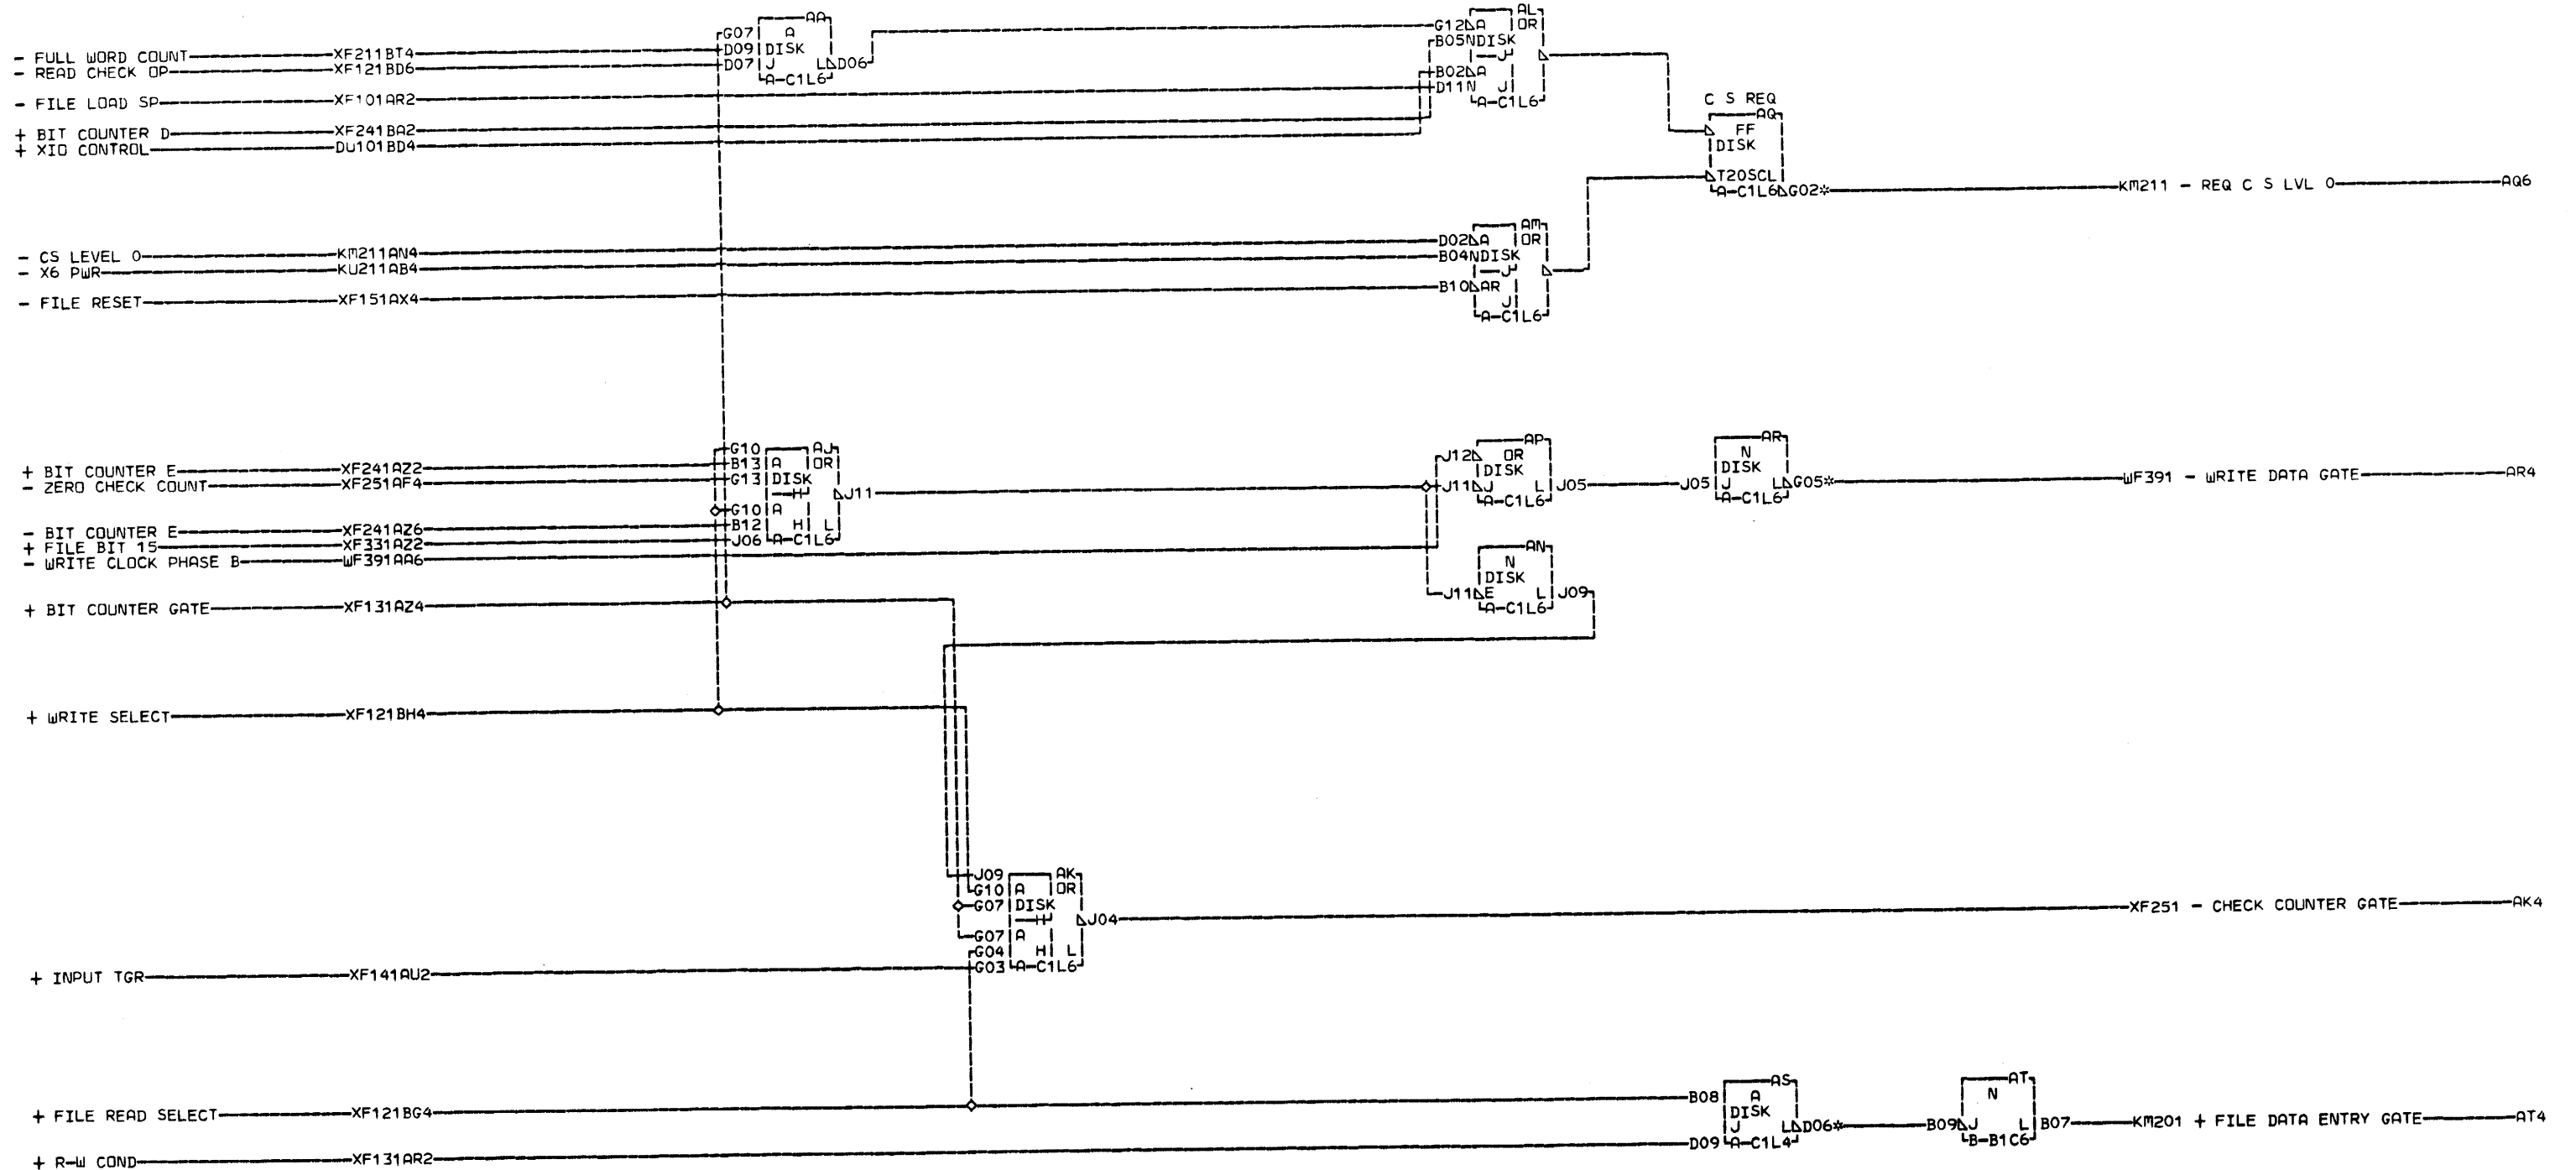 AA
G07 A
- FULL WORD COUNT XF211BT4 D09 DISK
- READ CHECK OP XF121BD6 D07 J L D06
A-C1L6
AL
G12 A OR
B05 N DISK
J
B02 A
- FILE LOAD SP XF101AR2 D11 N J
A-C1L6
+ BIT COUNTER D XF241BA2
+ XIO CONTROL DU101BD4
C S REQ
AQ
FF
DISK
T20SCL
A-C1L6 G02* KM211 - REQ C S LVL 0 AQ6
AM
- CS LEVEL 0 KM211AN4 D02 A OR
- X6 PWR KU211AB4 B04 N DISK
J
- FILE RESET XF151AX4 B10 AR
J
A-C1L6
G10 AJ
+ BIT COUNTER E XF241AZ2 B13 A OR
- ZERO CHECK COUNT XF251AF4 G13 DISK
H J11
G10 A
- BIT COUNTER E XF241AZ6 B12 H L
+ FILE BIT 15 XF331AZ2 J06 A-C1L6
- WRITE CLOCK PHASE B WF391AA6
AP
J12 OR
DISK
J11 J L J05
A-C1L6
AR
N
DISK
J05 J L G05* WF391 - WRITE DATA GATE AR4
A-C1L6
AN
N
DISK
J11 E L J09
A-C1L6
+ BIT COUNTER GATE XF131AZ4
+ WRITE SELECT XF121BH4
J09 AK
G10 A OR
G07 DISK
H J04 XF251 - CHECK COUNTER GATE AK4
G07 A
G04 H L
+ INPUT TGR XF141AU2 G03 A-C1L6
AS
+ FILE READ SELECT XF121BG4 B08 A
DISK
J L D06*
+ R-W COND XF131AR2 D09 A-C1L4
AT
N
B09 J L B07 KM201 + FILE DATA ENTRY GATE AT4
B-B1C6